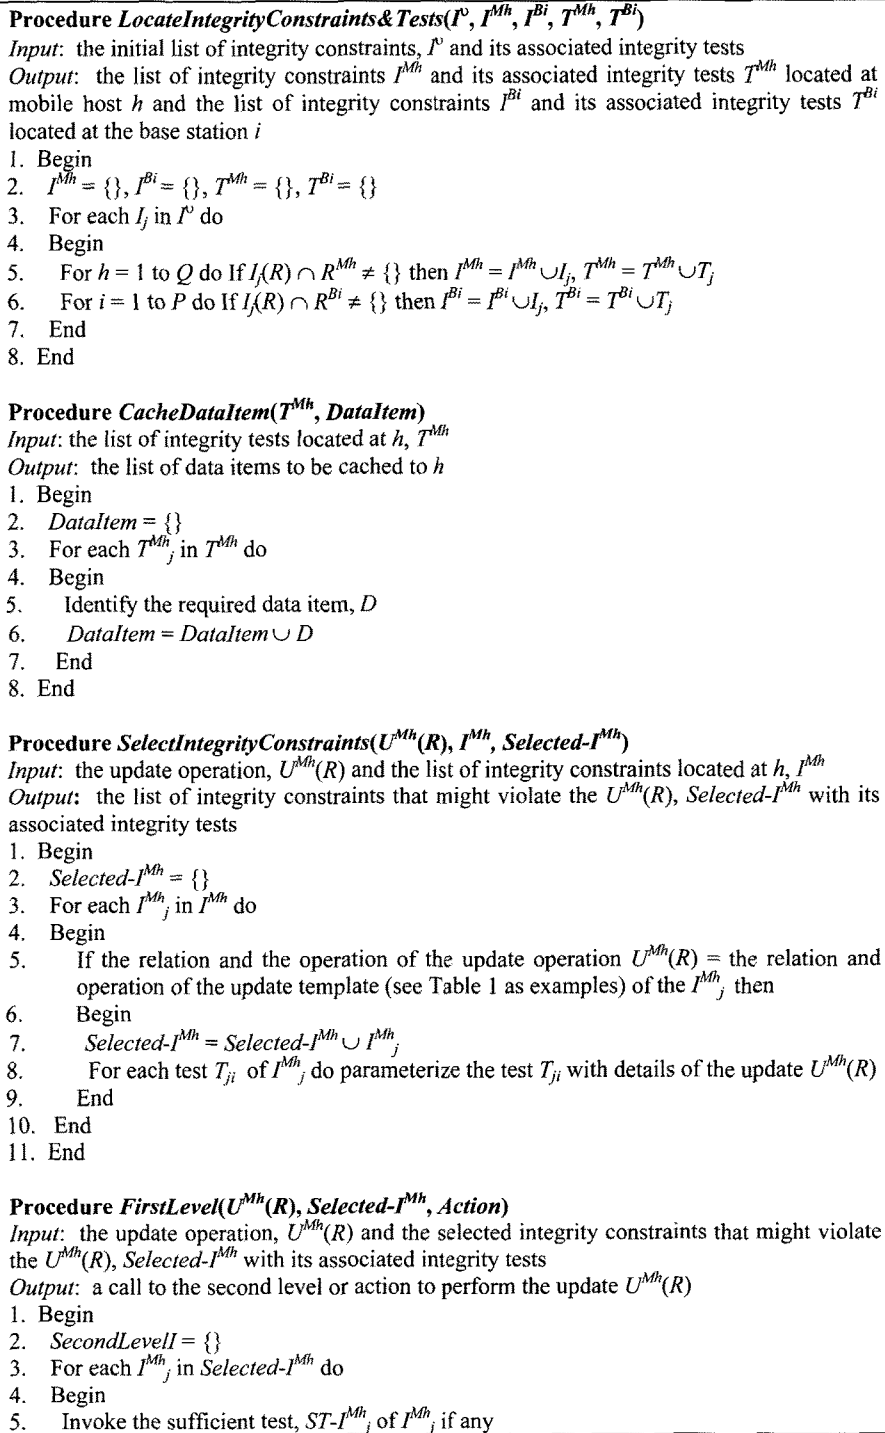 Procedure LocateIntegrityConstraints&Tests(I^υ, I^Mh, I^Bi, T^Mh, T^Bi)
Input: the initial list of integrity constraints, I^υ and its associated integrity tests
Output: the list of integrity constraints I^Mh and its associated integrity tests T^Mh located at
mobile host h and the list of integrity constraints I^Bi and its associated integrity tests T^Bi
located at the base station i
1. Begin
2. I^Mh = {}, I^Bi = {}, T^Mh = {}, T^Bi = {}
3. For each I_j in I^υ do
4. Begin
5. For h = 1 to Q do If I_j(R) ∩ R^Mh ≠ {} then I^Mh = I^Mh ∪ I_j, T^Mh = T^Mh ∪ T_j
6. For i = 1 to P do If I_j(R) ∩ R^Bi ≠ {} then I^Bi = I^Bi ∪ I_j, T^Bi = T^Bi ∪ T_j
7. End
8. End
Procedure CacheDataItem(T^Mh, DataItem)
Input: the list of integrity tests located at h, T^Mh
Output: the list of data items to be cached to h
1. Begin
2. DataItem = {}
3. For each T^Mh_j in T^Mh do
4. Begin
5. Identify the required data item, D
6. DataItem = DataItem ∪ D
7. End
8. End
Procedure SelectIntegrityConstraints(U^Mh(R), I^Mh, Selected-I^Mh)
Input: the update operation, U^Mh(R) and the list of integrity constraints located at h, I^Mh
Output: the list of integrity constraints that might violate the U^Mh(R), Selected-I^Mh with its
associated integrity tests
1. Begin
2. Selected-I^Mh = {}
3. For each I^Mh_j in I^Mh do
4. Begin
5. If the relation and the operation of the update operation U^Mh(R) = the relation and
operation of the update template (see Table 1 as examples) of the I^Mh_j then
6. Begin
7. Selected-I^Mh = Selected-I^Mh ∪ I^Mh_j
8. For each test T_ji of I^Mh_j do parameterize the test T_ji with details of the update U^Mh(R)
9. End
10. End
11. End
Procedure FirstLevel(U^Mh(R), Selected-I^Mh, Action)
Input: the update operation, U^Mh(R) and the selected integrity constraints that might violate
the U^Mh(R), Selected-I^Mh with its associated integrity tests
Output: a call to the second level or action to perform the update U^Mh(R)
1. Begin
2. SecondLevelI = {}
3. For each I^Mh_j in Selected-I^Mh do
4. Begin
5. Invoke the sufficient test, ST-I^Mh_j of I^Mh_j if any